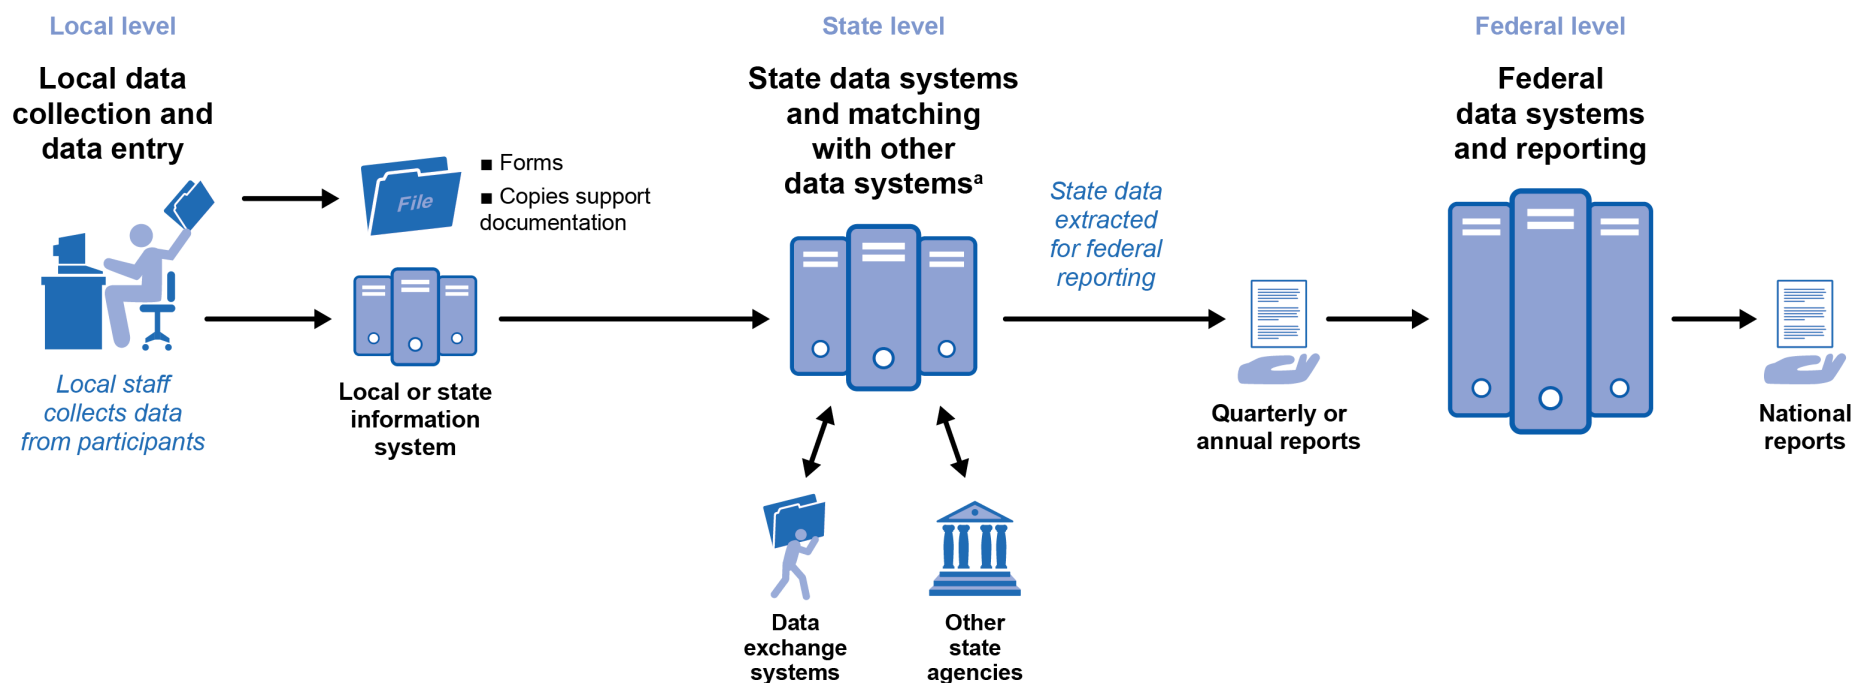 Local level
Local data
collection and
data entry
■ Forms
■ Copies support
documentation
File
Local staff
collects data
from participants
Local or state
information
system
State level
State data systems
and matching
with other
data systemsᵃ
Data
exchange
systems
Other
state
agencies
State data
extracted
for federal
reporting
Quarterly or
annual reports
Federal level
Federal
data systems
and reporting
National
reports